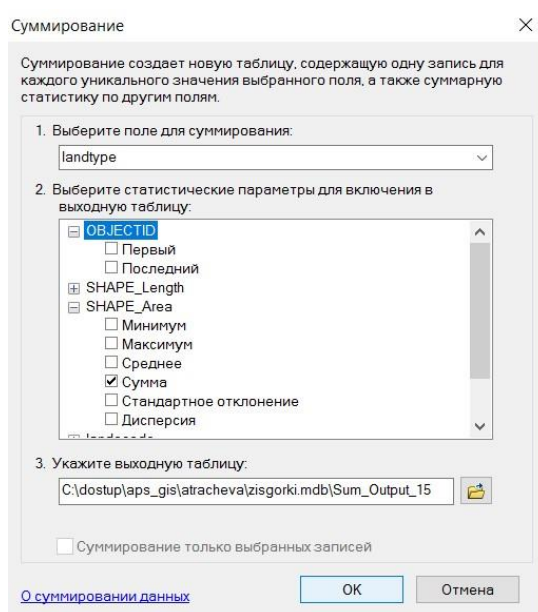 Суммирование
Суммирование создает новую таблицу, содержащую одну запись для
каждого уникального значения выбранного поля, а также суммарную
статистику по другим полям.
1. Выберите поле для суммирования:
landtype
2. Выберите статистические параметры для включения в
выходную таблицу:
OBJECTID
Первый
Последний
SHAPE_Length
SHAPE_Area
Минимум
Максимум
Среднее
Сумма
Стандартное отклонение
Дисперсия
3. Укажите выходную таблицу:
C:\dostup\aps_gis\atracheva\zisgorki.mdb\Sum_Output_15
Суммирование только выбранных записей
О суммировании данных
OK
Отмена